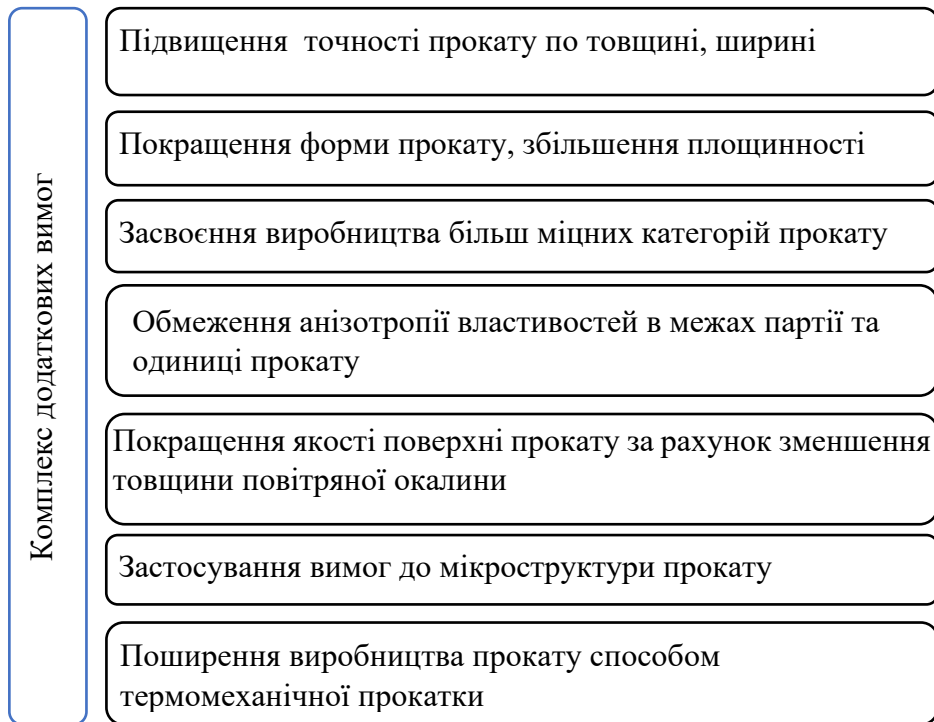 Комплекс додаткових вимог
Підвищення точності прокату по товщині, ширині
Покращення форми прокату, збільшення площинності
Засвоєння виробництва більш міцних категорій прокату
Обмеження анізотропії властивостей в межах партії та
одиниці прокату
Покращення якості поверхні прокату за рахунок зменшення
товщини повітряної окалини
Застосування вимог до мікроструктури прокату
Поширення виробництва прокату способом
термомеханічної прокатки